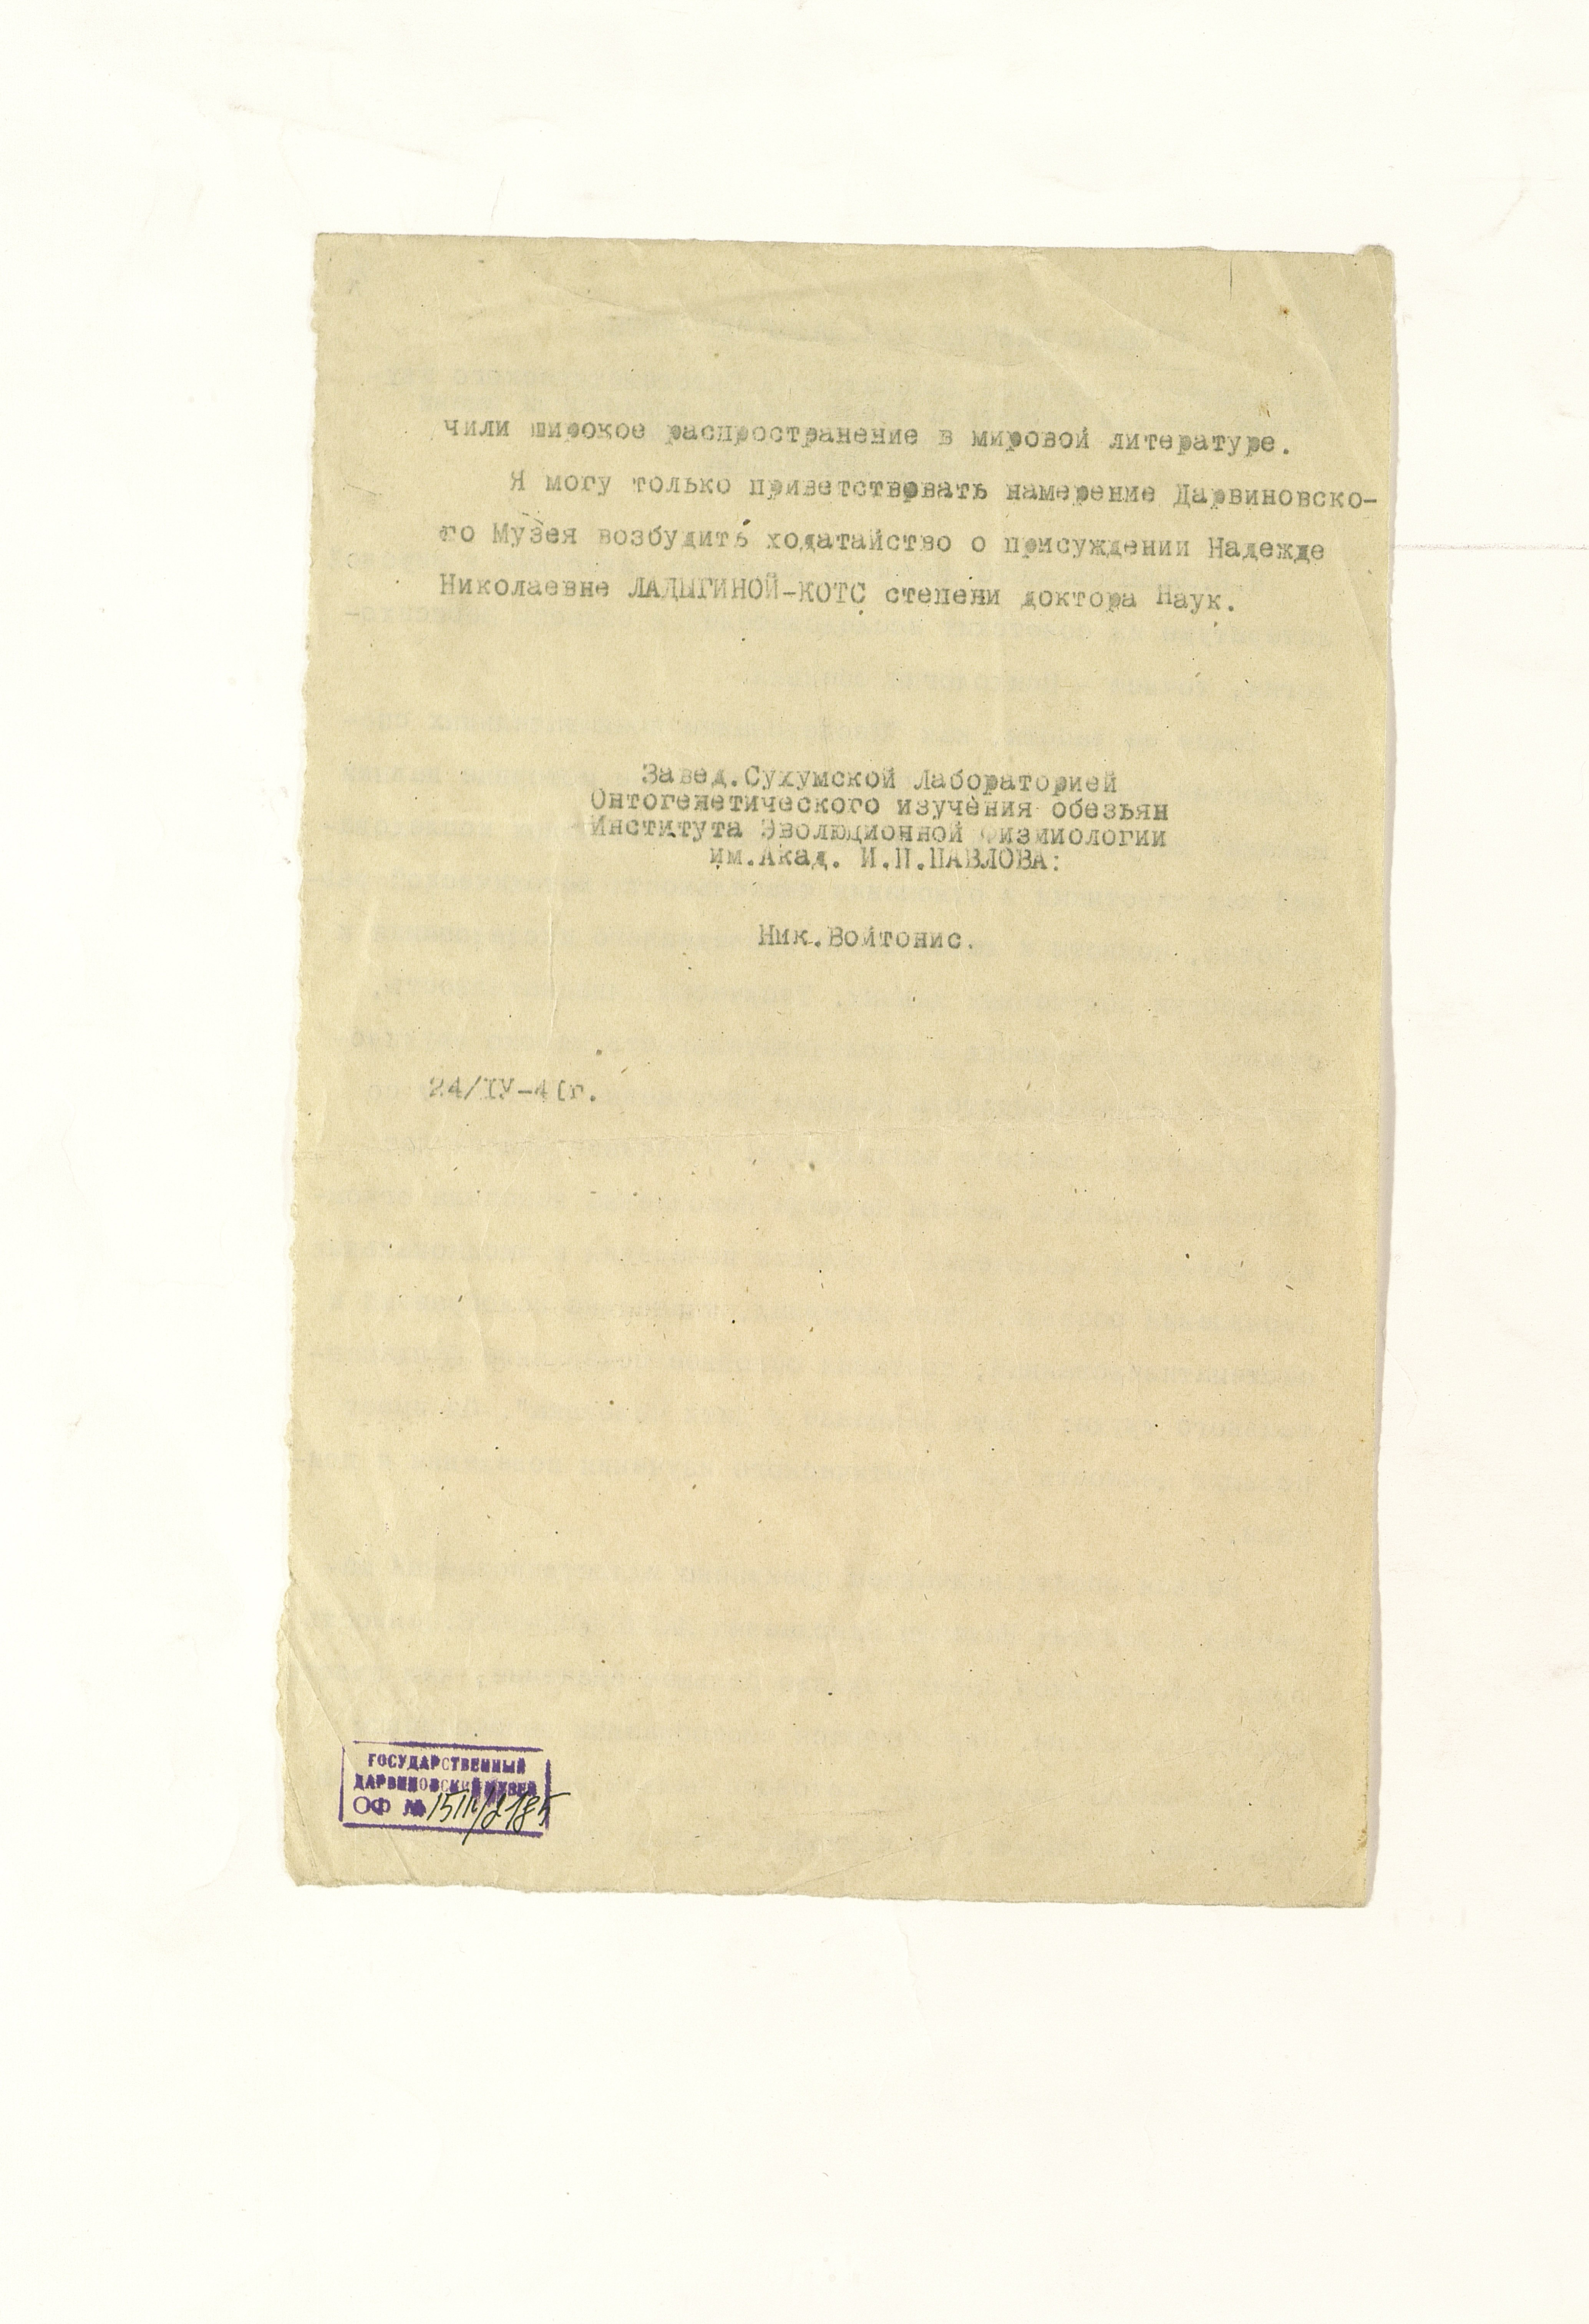 чили широкое распространение в мировой литературе.
Я могу только приветствовать намерение Дарвиновско-
го Музея возбудить ходатайство о присуждении Надежде
Николаевне ЛАДЫГИНОЙ-КОТС степени доктора Наук.
Завед.Сухумской Лабораторией
Онтогенетического изучения обезьян
Института Эволюционной Физиологии
им.Акад. И.П.ПАВЛОВА:
Ник.Войтонис.
24/IУ-41г.
ГОСУДАРСТВЕННЫЙ
ДАРВИНОВСКИЙ МУЗЕЙ
ОФ №